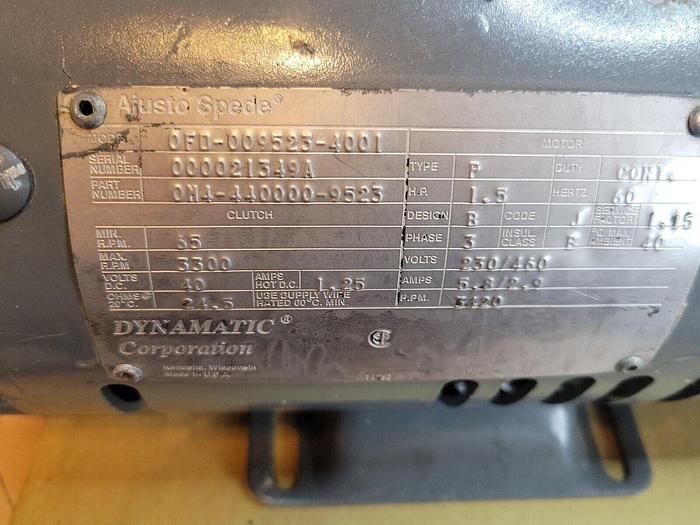 Ajusto Spede®
MODEL 0FD-009523-4001 MOTOR
SERIAL NUMBER 000021349A TYPE P DUTY CONT.
PART NUMBER 0M4-440000-9523 H.P. 1.5 HERTZ 60
CLUTCH DESIGN B CODE J SERVICE FACTOR 1.15
MIN. R.P.M. 65 PHASE 3 INSUL. CLASS F °C. MAX. AMBIENT 40
MAX. R.P.M 3300 VOLTS 230/460
VOLTS D.C. 40 AMPS HOT D.C. 1.25 AMPS 5.8/2.9
OHMS @ 20°C. 24.5 USE SUPPLY WIRE RATED 60°C. MIN. R.P.M. 3420
DYNAMATIC®
Corporation
Kenosha, Wisconsin
Made in U.S.A.